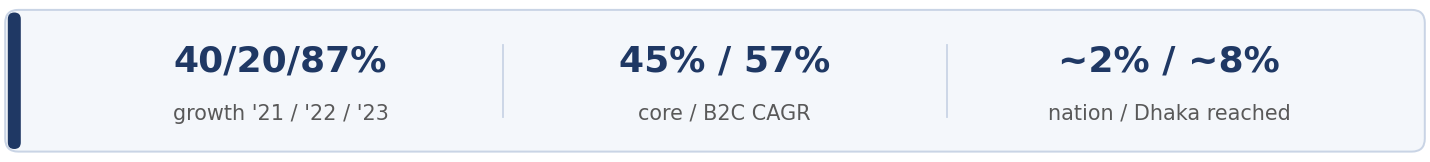 40/20/87%
growth '21 / '22 / '23
45% / 57%
core / B2C CAGR
~2% / ~8%
nation / Dhaka reached